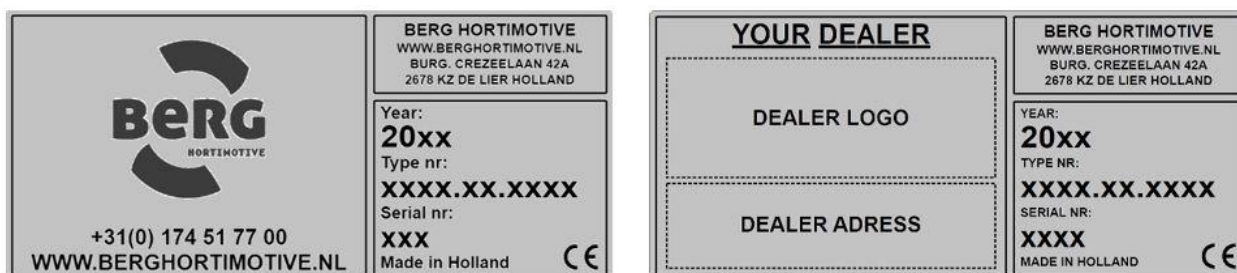 BERG
HORTIMOTIVE
+31(0) 174 51 77 00
WWW.BERGHORTIMOTIVE.NL
BERG HORTIMOTIVE
WWW.BERGHORTIMOTIVE.NL
BURG. CREZEELAAN 42A
2678 KZ DE LIER HOLLAND
Year:
20xx
Type nr:
xxxx.xx.xxxx
Serial nr:
xxx
Made in Holland CE
YOUR DEALER
DEALER LOGO
DEALER ADRESS
BERG HORTIMOTIVE
WWW.BERGHORTIMOTIVE.NL
BURG. CREZEELAAN 42A
2678 KZ DE LIER HOLLAND
YEAR:
20xx
TYPE NR:
xxxx.xx.xxxx
SERIAL NR:
xxxx
MADE IN HOLLAND CE